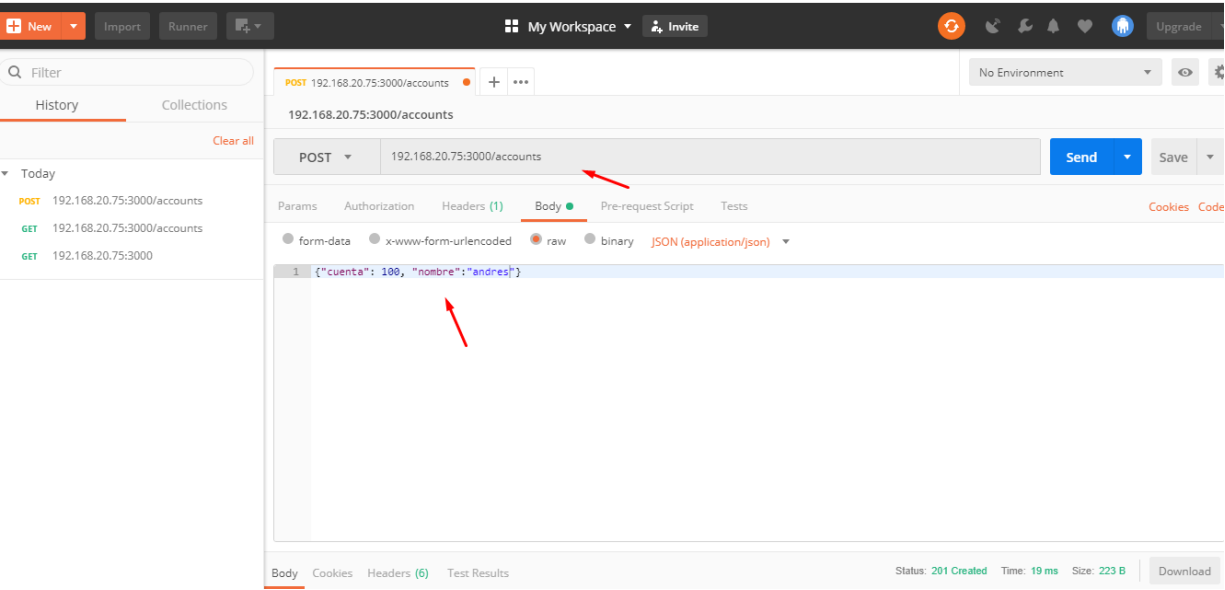 New Import Runner My Workspace Invite Upgrade
Filter
History Collections
Clear all
Today
POST 192.168.20.75:3000/accounts
GET 192.168.20.75:3000/accounts
GET 192.168.20.75:3000
POST 192.168.20.75:3000/accounts
No Environment
192.168.20.75:3000/accounts
POST 192.168.20.75:3000/accounts Send Save
Params Authorization Headers (1) Body Pre-request Script Tests Cookies Code
form-data x-www-form-urlencoded raw binary JSON (application/json)
1 {"cuenta": 100, "nombre":"andres"}
Body Cookies Headers (6) Test Results Status: 201 Created Time: 19 ms Size: 223 B Download